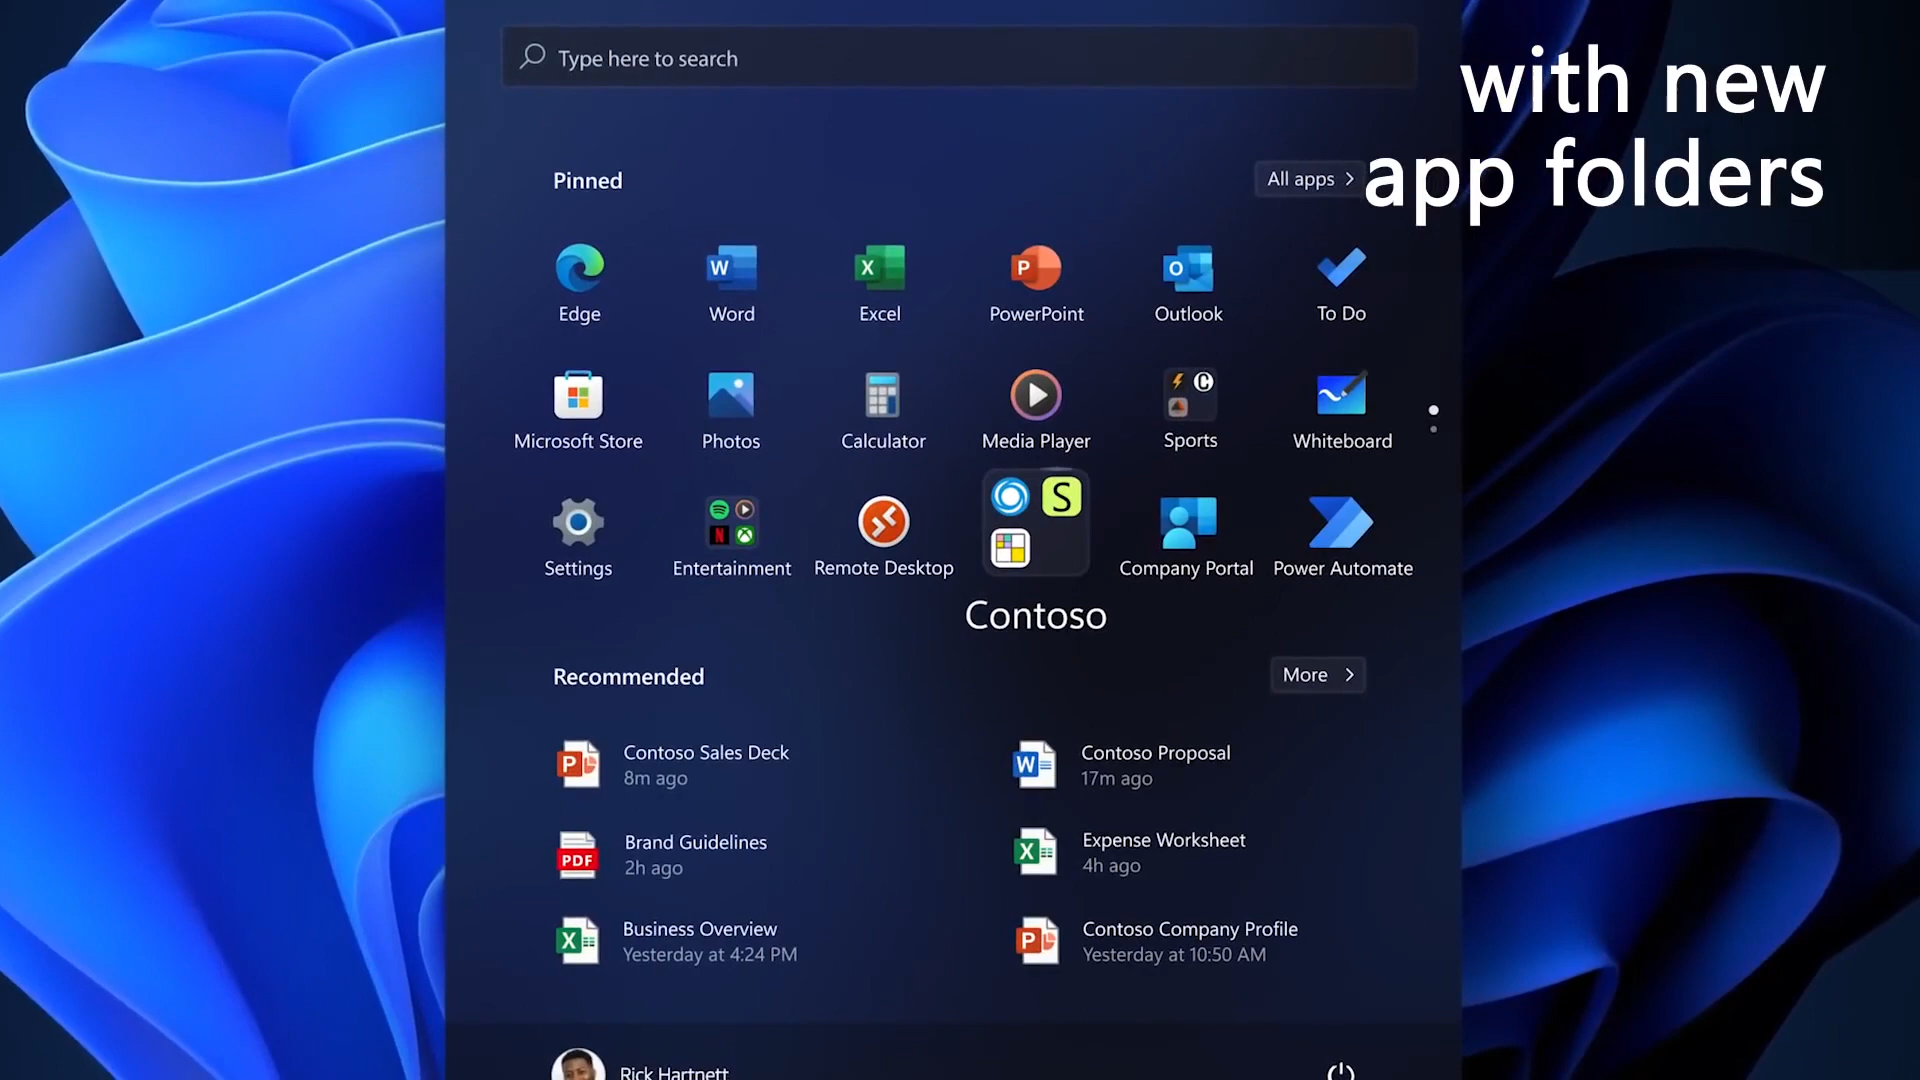 with new
app folders
Type here to search
Pinned
All apps
Edge
Word
Excel
PowerPoint
Outlook
To Do
Microsoft Store
Photos
Calculator
Media Player
Sports
Whiteboard
Settings
Entertainment
Remote Desktop
Contoso
Company Portal
Power Automate
Recommended
More
Contoso Sales Deck
8m ago
Contoso Proposal
17m ago
PDF
Brand Guidelines
2h ago
Expense Worksheet
4h ago
Business Overview
Yesterday at 4:24 PM
Contoso Company Profile
Yesterday at 10:50 AM
Rick Hartnett